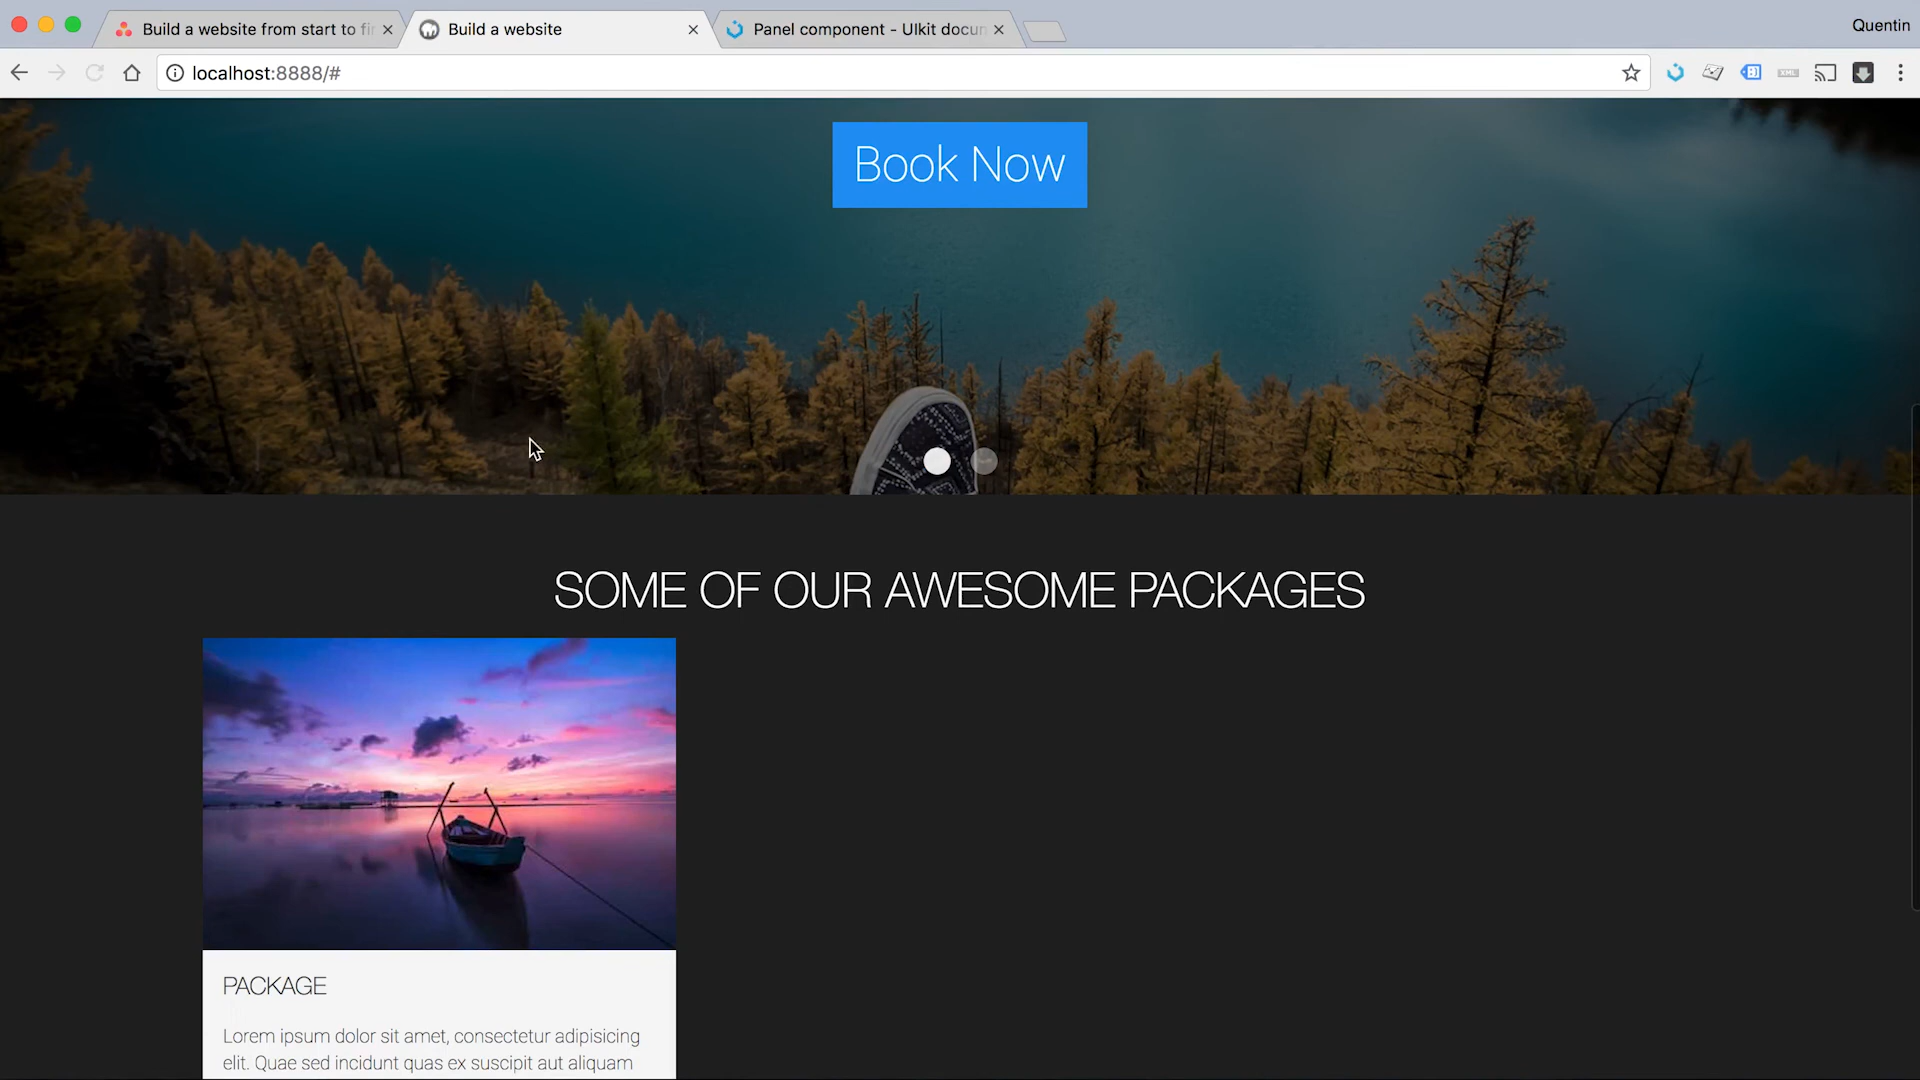 Build a website from start to fi
Build a website
Panel component - UIkit docun
Quentin
localhost:8888/#
XML
Book Now
SOME OF OUR AWESOME PACKAGES
PACKAGE
Lorem ipsum dolor sit amet, consectetur adipisicing
elit. Quae sed incidunt quas ex suscipit aut aliquam